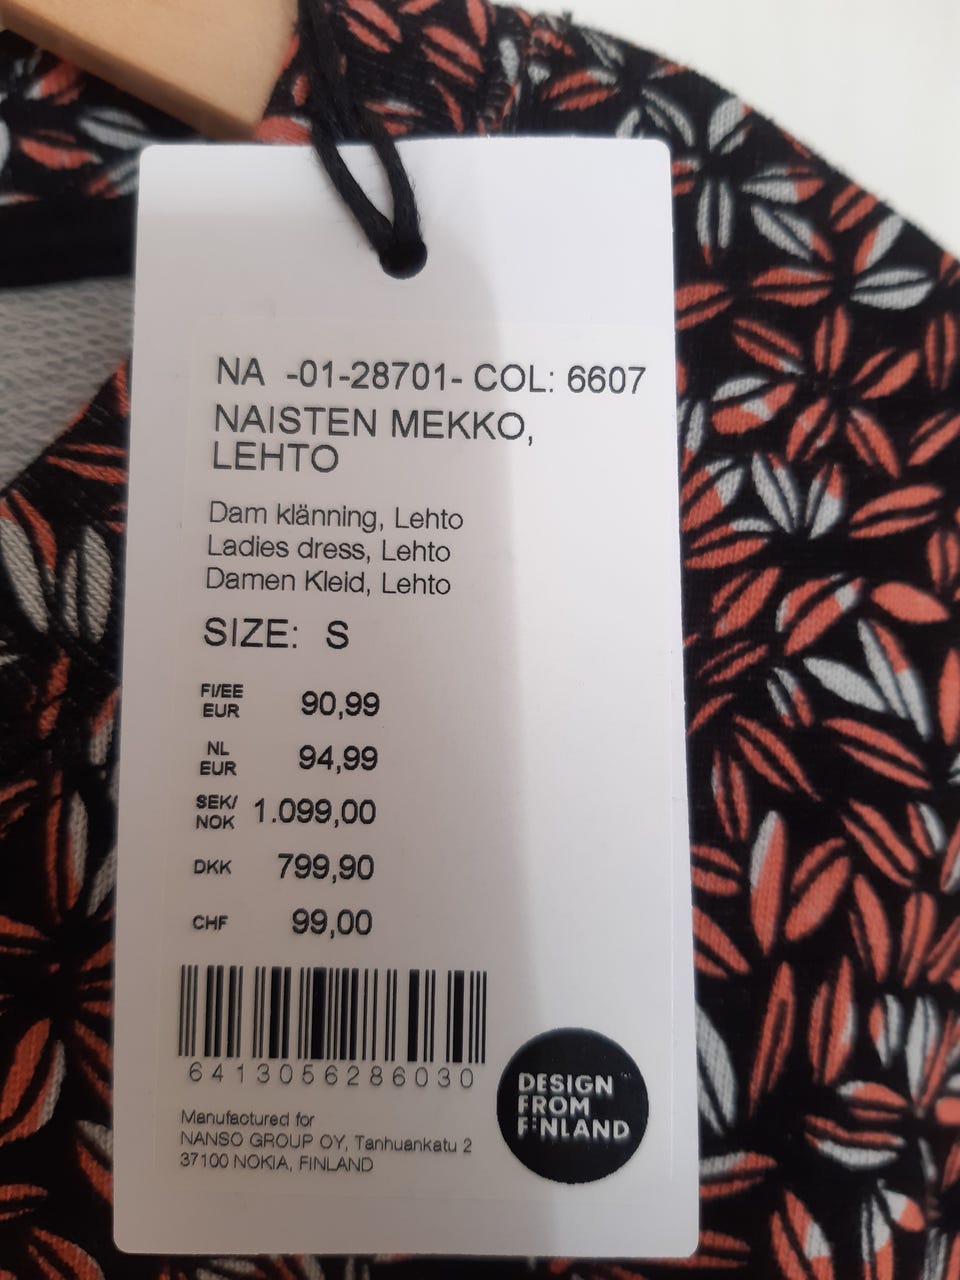 NA -01-28701- COL: 6607
NAISTEN MEKKO,
LEHTO
Dam klänning, Lehto
Ladies dress, Lehto
Damen Kleid, Lehto
SIZE: S
FI/EE
EUR 90,99
NL
EUR 94,99
SEK/
NOK 1.099,00
DKK 799,90
CHF 99,00
6413056286030
Manufactured for
NANSO GROUP OY, Tanhuankatu 2
37100 NOKIA, FINLAND
DESIGN
FROM
FINLAND